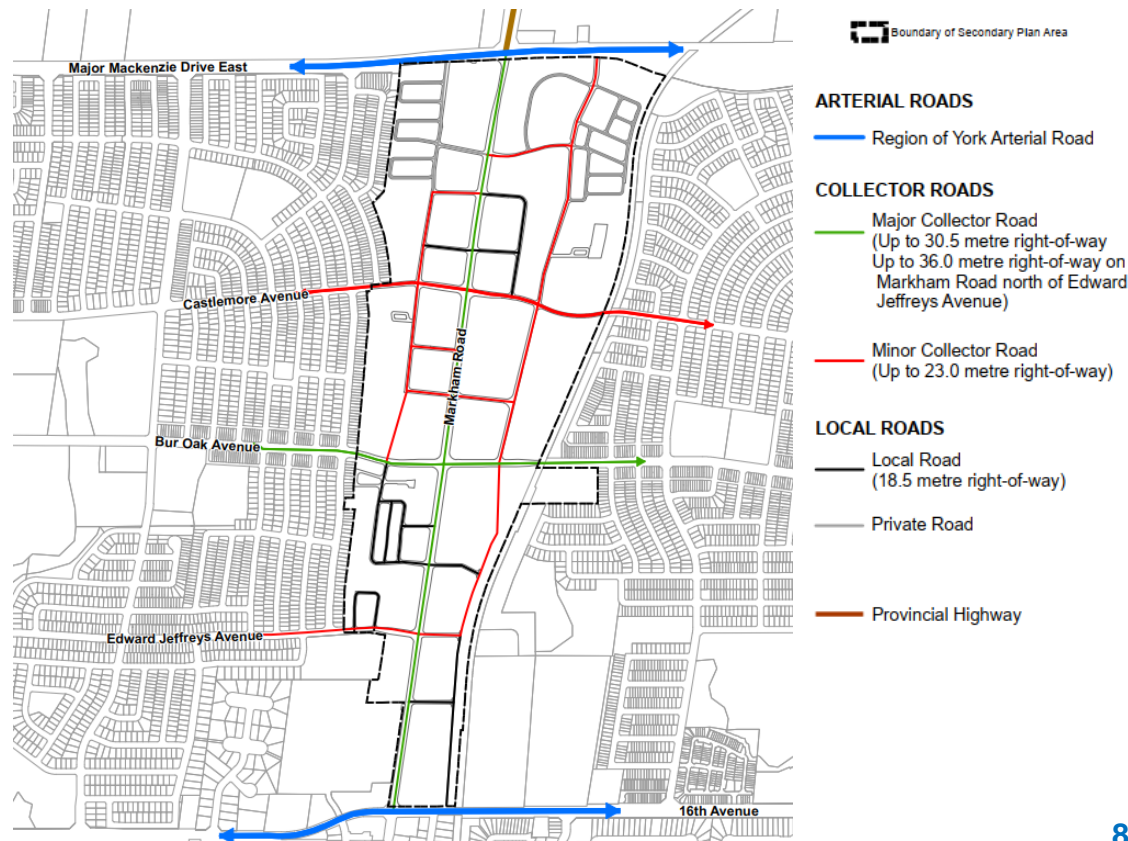 Boundary of Secondary Plan Area
Major Mackenzie Drive East
ARTERIAL ROADS
Region of York Arterial Road
COLLECTOR ROADS
Major Collector Road
(Up to 30.5 metre right-of-way
Up to 36.0 metre right-of-way on
Markham Road north of Edward
Jeffreys Avenue)
Castlemore Avenue
Markham Road
Minor Collector Road
(Up to 23.0 metre right-of-way)
LOCAL ROADS
Bur Oak Avenue
Local Road
(18.5 metre right-of-way)
Private Road
Provincial Highway
Edward Jeffreys Avenue
16th Avenue
8